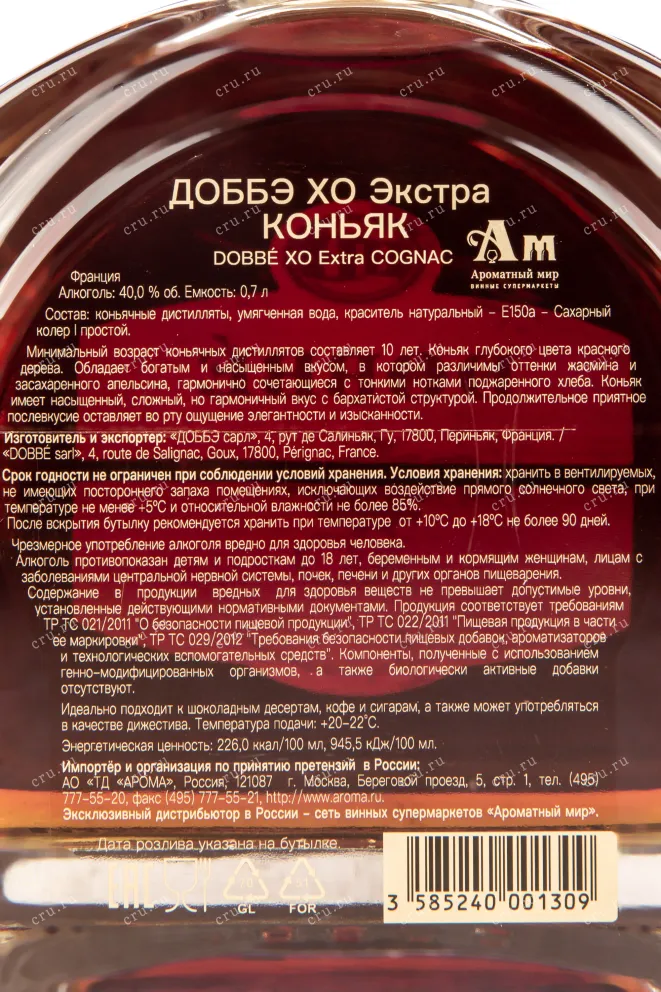 ДОББЭ ХО Экстра
КОНЬЯК
DOBBÉ XO Extra COGNAC
Ам
Ароматный мир
ВИННЫЕ СУПЕРМАРКЕТЫ
Франция
Алкоголь: 40,0 % об. Емкость: 0,7 л
Состав: коньячные дистилляты, умягченная вода, краситель натуральный – Е150а – Сахарный
колер I простой.
Минимальный возраст коньячных дистиллятов составляет 10 лет. Коньяк глубокого цвета красного
дерева. Обладает богатым и насыщенным вкусом, в котором различимы оттенки жасмина и
засахаренного апельсина, гармонично сочетающиеся с тонкими нотками поджаренного хлеба. Коньяк
имеет насыщенный, сложный, но гармоничный вкус с бархатистой структурой. Продолжительное приятное
послевкусие оставляет во рту ощущение элегантности и изысканности.
Изготовитель и экспортер: «ДОББЭ сарл», 4, рут де Салиньяк, Гу, 17800, Периньяк, Франция. /
«DOBBÉ sarl», 4, route de Salignac, Goux, 17800, Pérignac, France.
Срок годности не ограничен при соблюдении условий хранения. Условия хранения: хранить в вентилируемых,
не имеющих постороннего запаха помещениях, исключающих воздействие прямого солнечного света, при
температуре не менее +5°С и относительной влажности не более 85%.
После вскрытия бутылку рекомендуется хранить при температуре от +10°С до +18°С не более 90 дней.
Чрезмерное употребление алкоголя вредно для здоровья человека.
Алкоголь противопоказан детям и подросткам до 18 лет, беременным и кормящим женщинам, лицам с
заболеваниями центральной нервной системы, почек, печени и других органов пищеварения.
Содержание в продукции вредных для здоровья веществ не превышает допустимые уровни,
установленные действующими нормативными документами. Продукция соответствует требованиям
ТР ТС 021/2011 "О безопасности пищевой продукции", ТР ТС 022/2011 "Пищевая продукция в части
ее маркировки", ТР ТС 029/2012 "Требования безопасности пищевых добавок, ароматизаторов
и технологических вспомогательных средств". Компоненты, полученные с использованием
генно-модифицированных организмов, а также биологически активные добавки
отсутствуют.
Идеально подходит к шоколадным десертам, кофе и сигарам, а также может употребляться
в качестве дижестива. Температура подачи: +20-22°С.
Энергетическая ценность: 226,0 ккал/100 мл, 945,5 кДж/100 мл.
Импортёр и организация по принятию претензий в России:
АО «ТД «АРОМА», Россия, 121087 г. Москва, Береговой проезд, 5, стр. 1, тел. (495)
777-55-20, факс (495) 777-55-21, http://www.aroma.ru.
Эксклюзивный дистрибьютор в России – сеть винных супермаркетов «Ароматный мир».
Дата розлива указана на бутылке.
EAC
GL
51
FOR
3 585240 001309
cru.ru